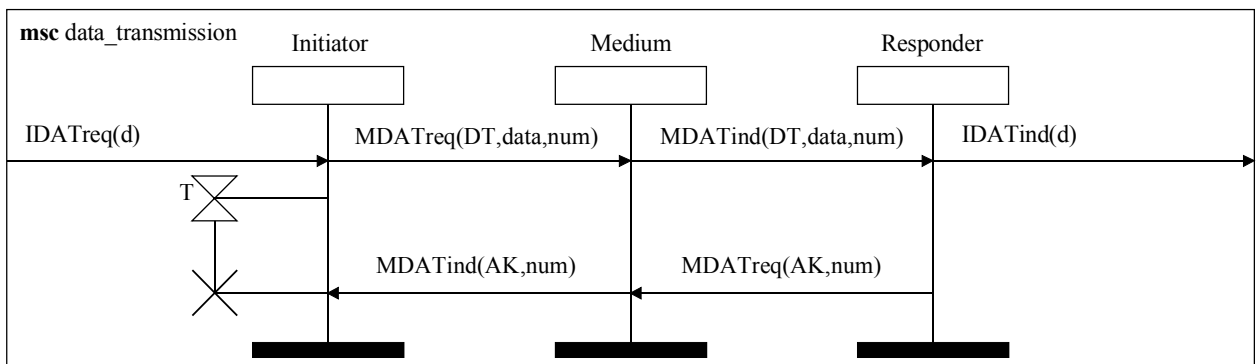 msc data_transmission
Initiator
Medium
Responder
IDATreq(d)
MDATreq(DT,data,num)
MDATind(DT,data,num)
IDATind(d)
T
MDATind(AK,num)
MDATreq(AK,num)